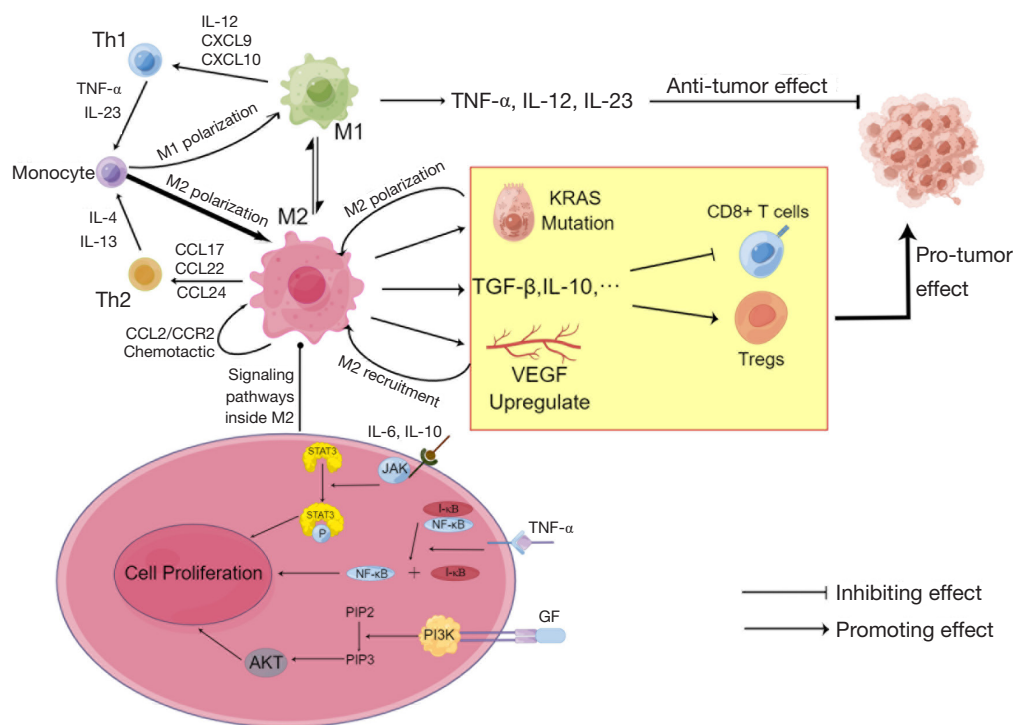 IL-12
CXCL9
CXCL10
Th1
TNF-α
IL-23
M1 polarization
M1
TNF-α, IL-12, IL-23
Anti-tumor effect
Monocyte
M2 polarization
M2
IL-4
IL-13
Th2
CCL17
CCL22
CCL24
CCL2/CCR2
Chemotactic
M2 polarization
KRAS
Mutation
CD8+ T cells
TGF-β,IL-10,···
Tregs
VEGF
Upregulate
M2 recruitment
Pro-tumor
effect
Signaling
pathways
inside M2
IL-6, IL-10
STAT3
JAK
STAT3
P
I-κB
NF-κB
TNF-α
Cell Proliferation
NF-κB
+
I-κB
PIP2
PI3K
GF
PIP3
AKT
Inhibiting effect
Promoting effect